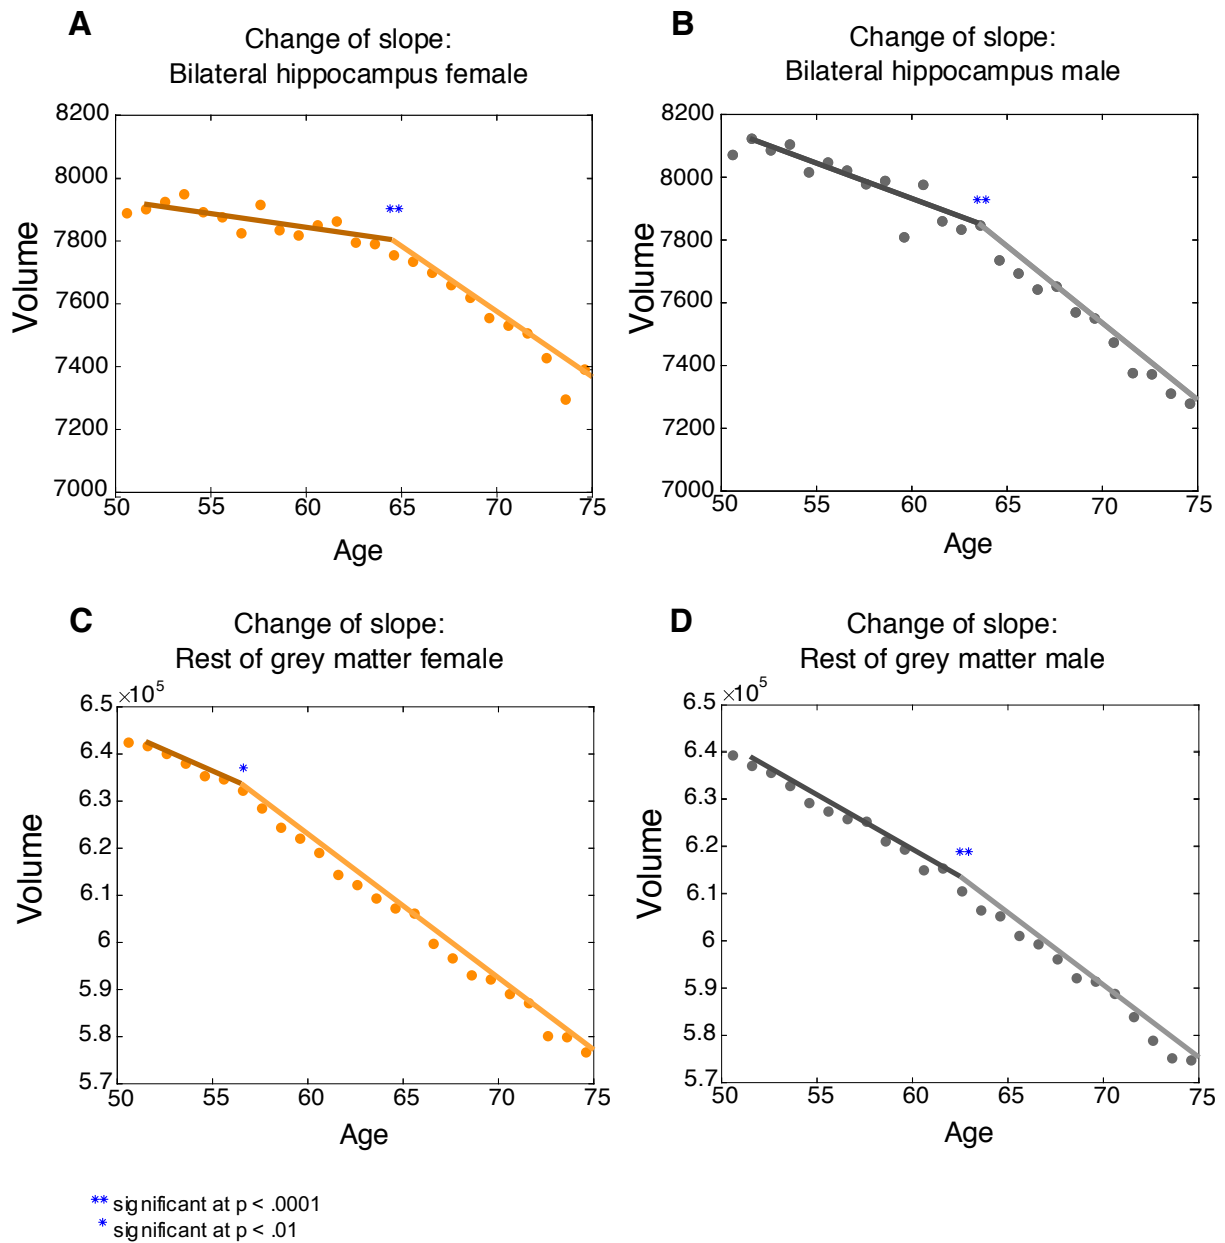 A
Change of slope:
Bilateral hippocampus female
8200
8000
7800
7600
7400
7200
7000
Volume
**
50
55
60
65
70
75
Age
B
Change of slope:
Bilateral hippocampus male
8200
8000
7800
7600
7400
7200
7000
Volume
**
50
55
60
65
70
75
Age
C
Change of slope:
Rest of grey matter female
×10⁵
6.5
6.4
6.3
6.2
6.1
6
5.9
5.8
5.7
Volume
*
50
55
60
65
70
75
Age
D
Change of slope:
Rest of grey matter male
×10⁵
6.5
6.4
6.3
6.2
6.1
6
5.9
5.8
5.7
Volume
**
50
55
60
65
70
75
Age
** significant at p < .0001
* significant at p < .01